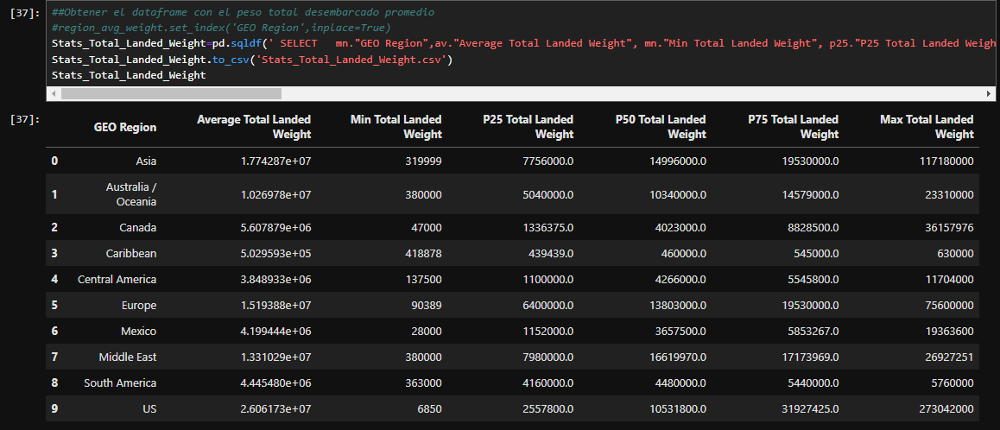 [37]:
##Obtener el dataframe con el peso total desembarcado promedio
#region_avg_weight.set_index('GEO Region',inplace=True)
Stats_Total_Landed_Weight=pd.sqldf(' SELECT   mn."GEO Region",av."Average Total Landed Weight", mn."Min Total Landed Weight", p25."P25 Total Landed Weigh
Stats_Total_Landed_Weight.to_csv('Stats_Total_Landed_Weight.csv')
Stats_Total_Landed_Weight
[37]:
GEO Region Average Total Landed Weight Min Total Landed Weight P25 Total Landed Weight P50 Total Landed Weight P75 Total Landed Weight Max Total Landed Weight
0 Asia 1.774287e+07 319999 7756000.0 14996000.0 19530000.0 117180000
1 Australia / Oceania 1.026978e+07 380000 5040000.0 10340000.0 14579000.0 23310000
2 Canada 5.607879e+06 47000 1336375.0 4023000.0 8828500.0 36157976
3 Caribbean 5.029593e+05 418878 439439.0 460000.0 545000.0 630000
4 Central America 3.848933e+06 137500 1100000.0 4266000.0 5545800.0 11704000
5 Europe 1.519388e+07 90389 6400000.0 13803000.0 19530000.0 75600000
6 Mexico 4.199444e+06 28000 1152000.0 3657500.0 5853267.0 19363600
7 Middle East 1.331029e+07 380000 7980000.0 16619970.0 17173969.0 26927251
8 South America 4.445480e+06 363000 4160000.0 4480000.0 5440000.0 5760000
9 US 2.606173e+07 6850 2557800.0 10531800.0 31927425.0 273042000